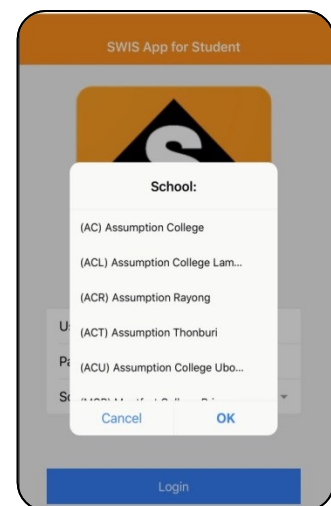 SWIS App for Student
S
School:
(AC) Assumption College
(ACL) Assumption College Lam...
(ACR) Assumption Rayong
(ACT) Assumption Thonburi
(ACU) Assumption College Ubo...
Cancel
OK
Login